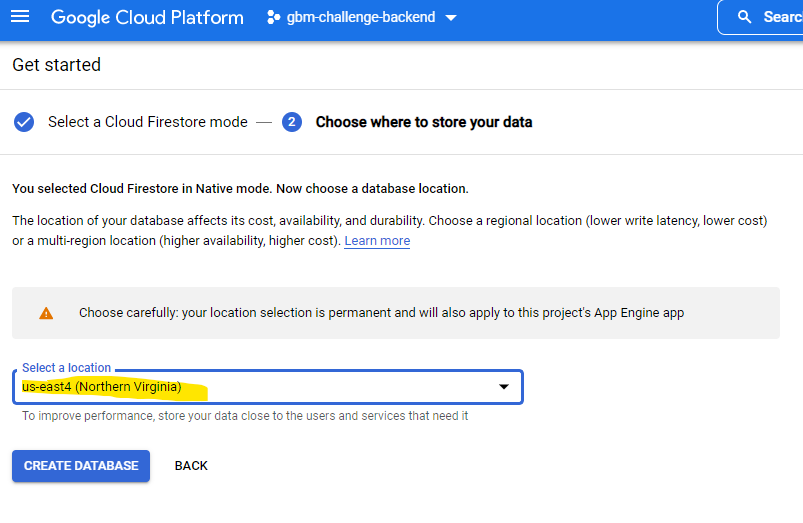 Google Cloud Platform gbm-challenge-backend Searc
Get started
Select a Cloud Firestore mode — 2 Choose where to store your data
You selected Cloud Firestore in Native mode. Now choose a database location.
The location of your database affects its cost, availability, and durability. Choose a regional location (lower write latency, lower cost)
or a multi-region location (higher availability, higher cost). Learn more
Choose carefully: your location selection is permanent and will also apply to this project's App Engine app
Select a location
us-east4 (Northern Virginia)
To improve performance, store your data close to the users and services that need it
CREATE DATABASE BACK